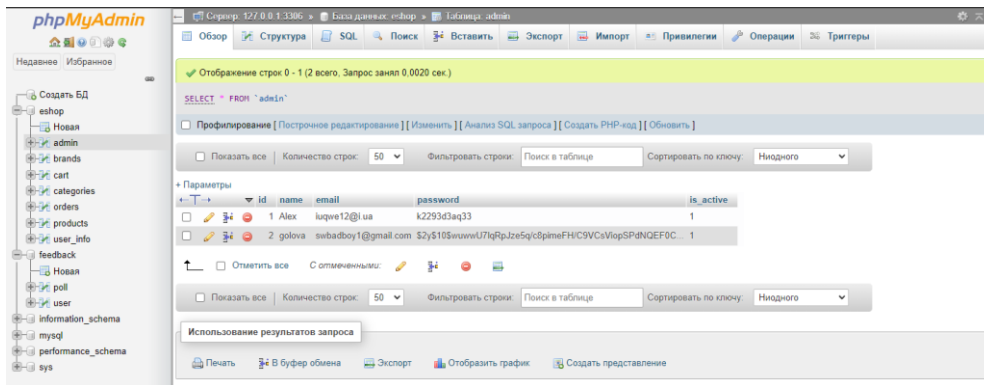 phpMyAdmin
Недавнее Избранное
Создать БД
eshop
Новая
admin
brands
cart
categories
orders
products
user_info
feedback
Новая
poll
user
information_schema
mysql
performance_schema
sys
Сервер: 127.0.0.1:3306 » База данных: eshop » Таблица: admin
Обзор Структура SQL Поиск Вставить Экспорт Импорт Привилегии Операции Триггеры
Отображение строк 0 - 1 (2 всего, Запрос занял 0,0020 сек.)
SELECT * FROM `admin`
Профилирование [ Построчное редактирование ] [ Изменить ] [ Анализ SQL запроса ] [ Создать PHP-код ] [ Обновить ]
Показать все | Количество строк: 50 Фильтровать строки: Поиск в таблице Сортировать по ключу: Ниодного
+ Параметры
id name email password is_active
1 Alex iuqwe12@i.ua k2293d3aq33 1
2 golova swbadboy1@gmail.com $2y$10$wuwwU7IqRpJze5q/c8pimeFH/C9VCsViopSPdNQEF0C... 1
Отметить все С отмеченными:
Показать все | Количество строк: 50 Фильтровать строки: Поиск в таблице Сортировать по ключу: Ниодного
Использование результатов запроса
Печать В буфер обмена Экспорт Отобразить график Создать представление